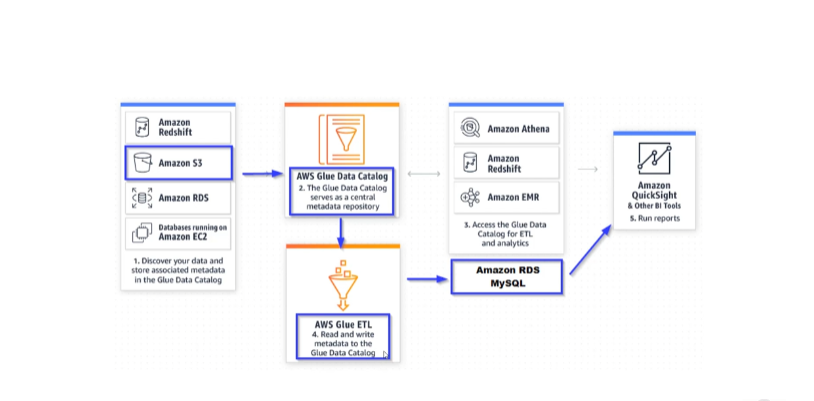 Amazon
Redshift
Amazon S3
Amazon RDS
Databases running on
Amazon EC2
1. Discover your data and
store associated metadata
in the Glue Data Catalog
AWS Glue Data Catalog
2. The Glue Data Catalog
serves as a central
metadata repository
AWS Glue ETL
4. Read and write
metadata to the
Glue Data Catalog
Amazon Athena
Amazon
Redshift
Amazon EMR
3. Access the Glue Data
Catalog for ETL
and analytics
Amazon RDS
MySQL
Amazon
QuickSight
& Other BI Tools
5. Run reports